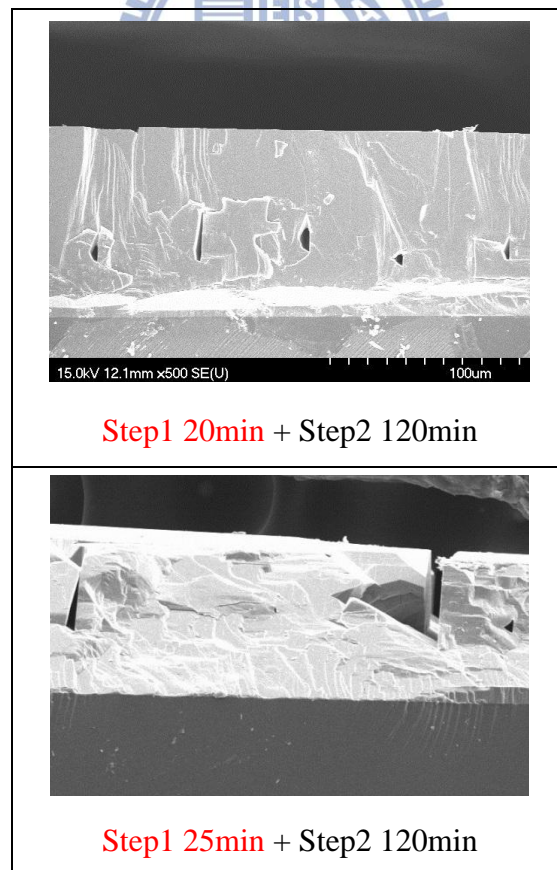 15.0kV 12.1mm x500 SE(U)
100um
Step1 20min + Step2 120min
Step1 25min + Step2 120min